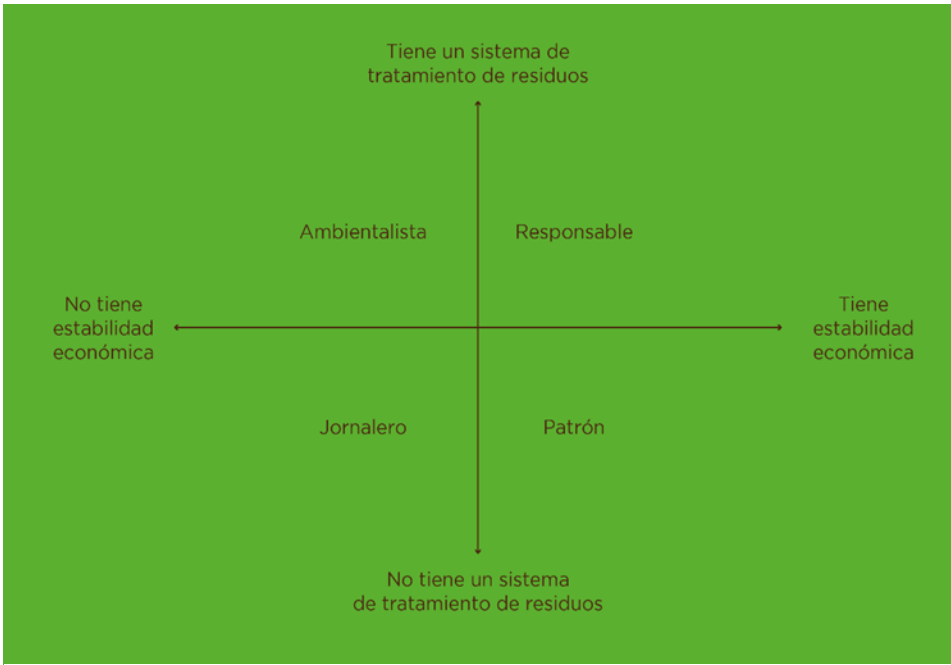 Tiene un sistema de
tratamiento de residuos
Ambientalista
Responsable
No tiene
estabilidad
económica
Tiene
estabilidad
económica
Jornalero
Patrón
No tiene un sistema
de tratamiento de residuos